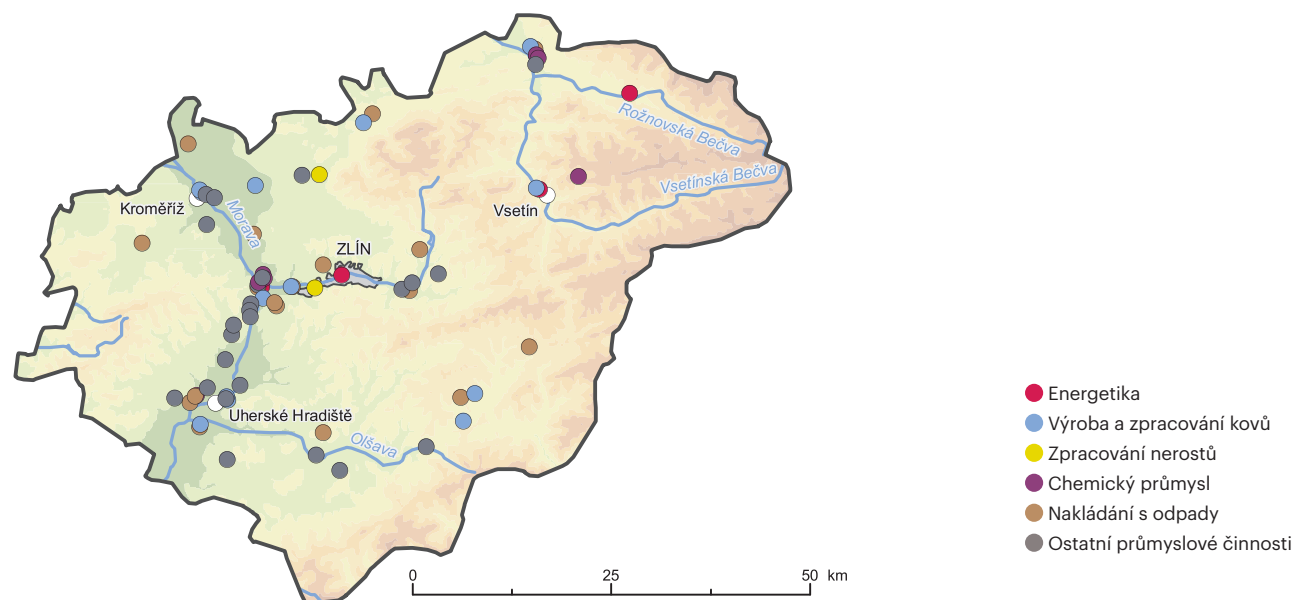 Rožnovská Bečva
Vsetínská Bečva
Kroměříž
Morava
Vsetín
ZLÍN
Uherské Hradiště
Olšava
0 25 50 km
Energetika
Výroba a zpracování kovů
Zpracování nerostů
Chemický průmysl
Nakládání s odpady
Ostatní průmyslové činnosti